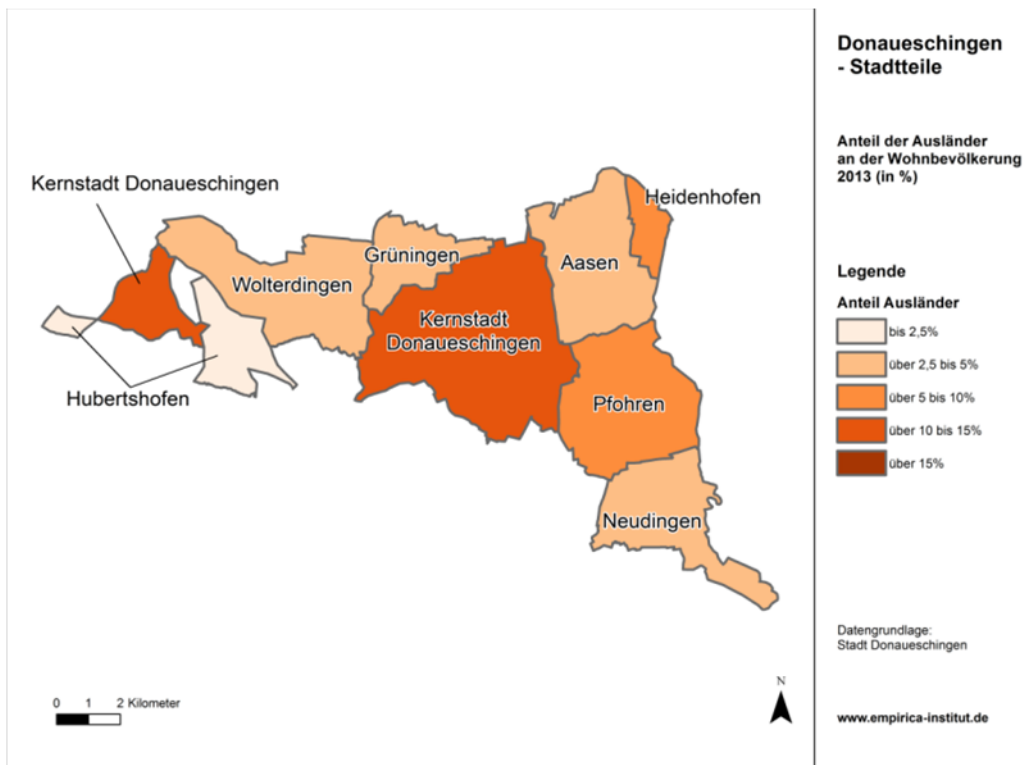 Donaueschingen
- Stadtteile
Anteil der Ausländer
an der Wohnbevölkerung
2013 (in %)
Kernstadt Donaueschingen
Heidenhofen
Grüningen
Aasen
Wolterdingen
Kernstadt
Donaueschingen
Hubertshofen
Pfohren
Neudingen
Legende
Anteil Ausländer
bis 2,5%
über 2,5 bis 5%
über 5 bis 10%
über 10 bis 15%
über 15%
Datengrundlage:
Stadt Donaueschingen
N
0 1 2 Kilometer
www.empirica-institut.de